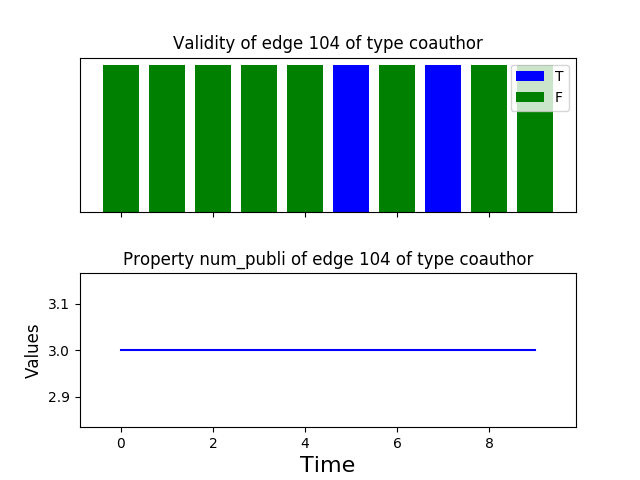 Validity of edge 104 of type coauthor
T
F
Property num_publi of edge 104 of type coauthor
3.1
3.0
2.9
Values
0 2 4 6 8
Time